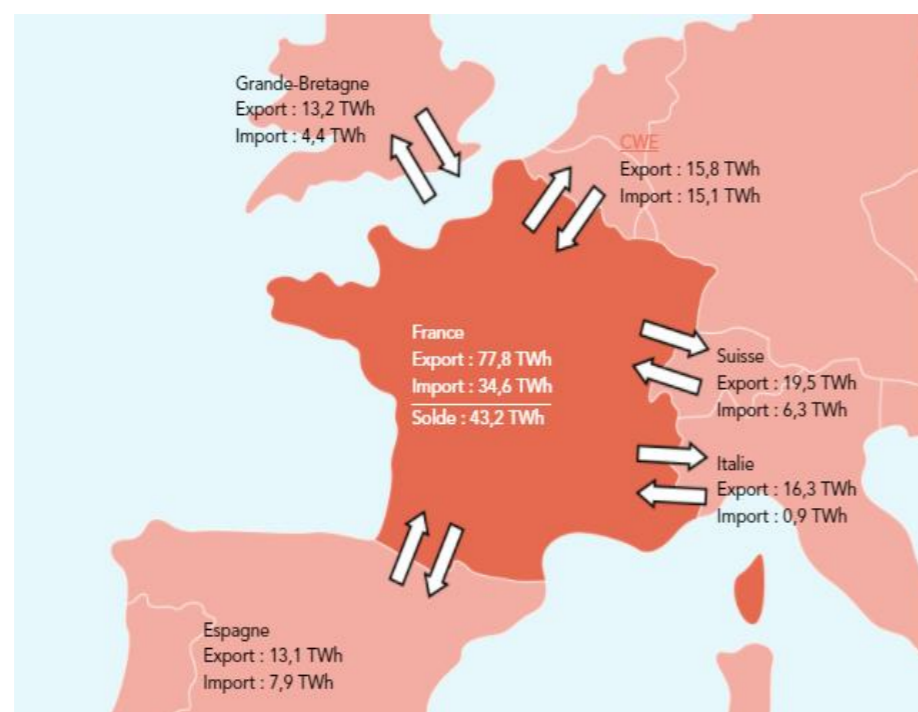 Grande-Bretagne
Export : 13,2 TWh
Import : 4,4 TWh
CWE
Export : 15,8 TWh
Import : 15,1 TWh
France
Export : 77,8 TWh
Import : 34,6 TWh
Solde : 43,2 TWh
Suisse
Export : 19,5 TWh
Import : 6,3 TWh
Italie
Export : 16,3 TWh
Import : 0,9 TWh
Espagne
Export : 13,1 TWh
Import : 7,9 TWh